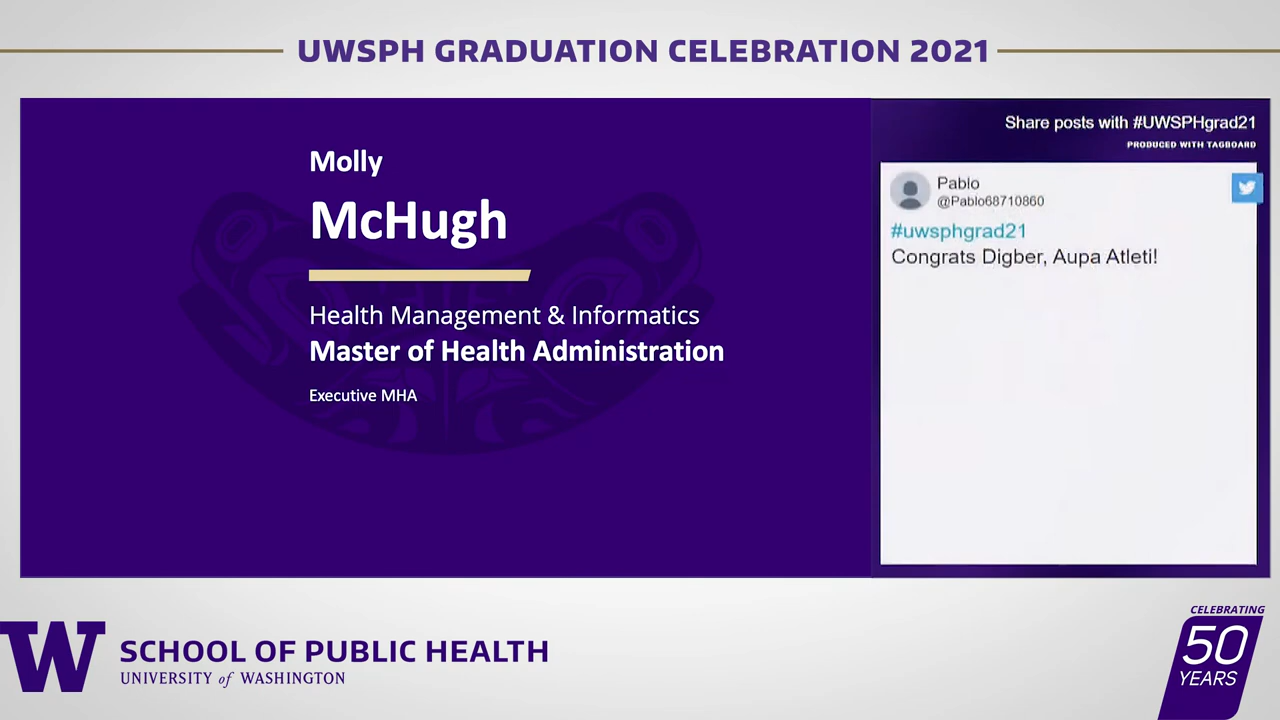 UWSPH GRADUATION CELEBRATION 2021
Molly
McHugh
Health Management & Informatics
Master of Health Administration
Executive MHA
Share posts with #UWSPHgrad21
PRODUCED WITH TAGBOARD
Pablo
@Pablo68710860
#uwsphgrad21
Congrats Digber, Aupa Atleti!
W
SCHOOL OF PUBLIC HEALTH
UNIVERSITY of WASHINGTON
CELEBRATING
50
YEARS